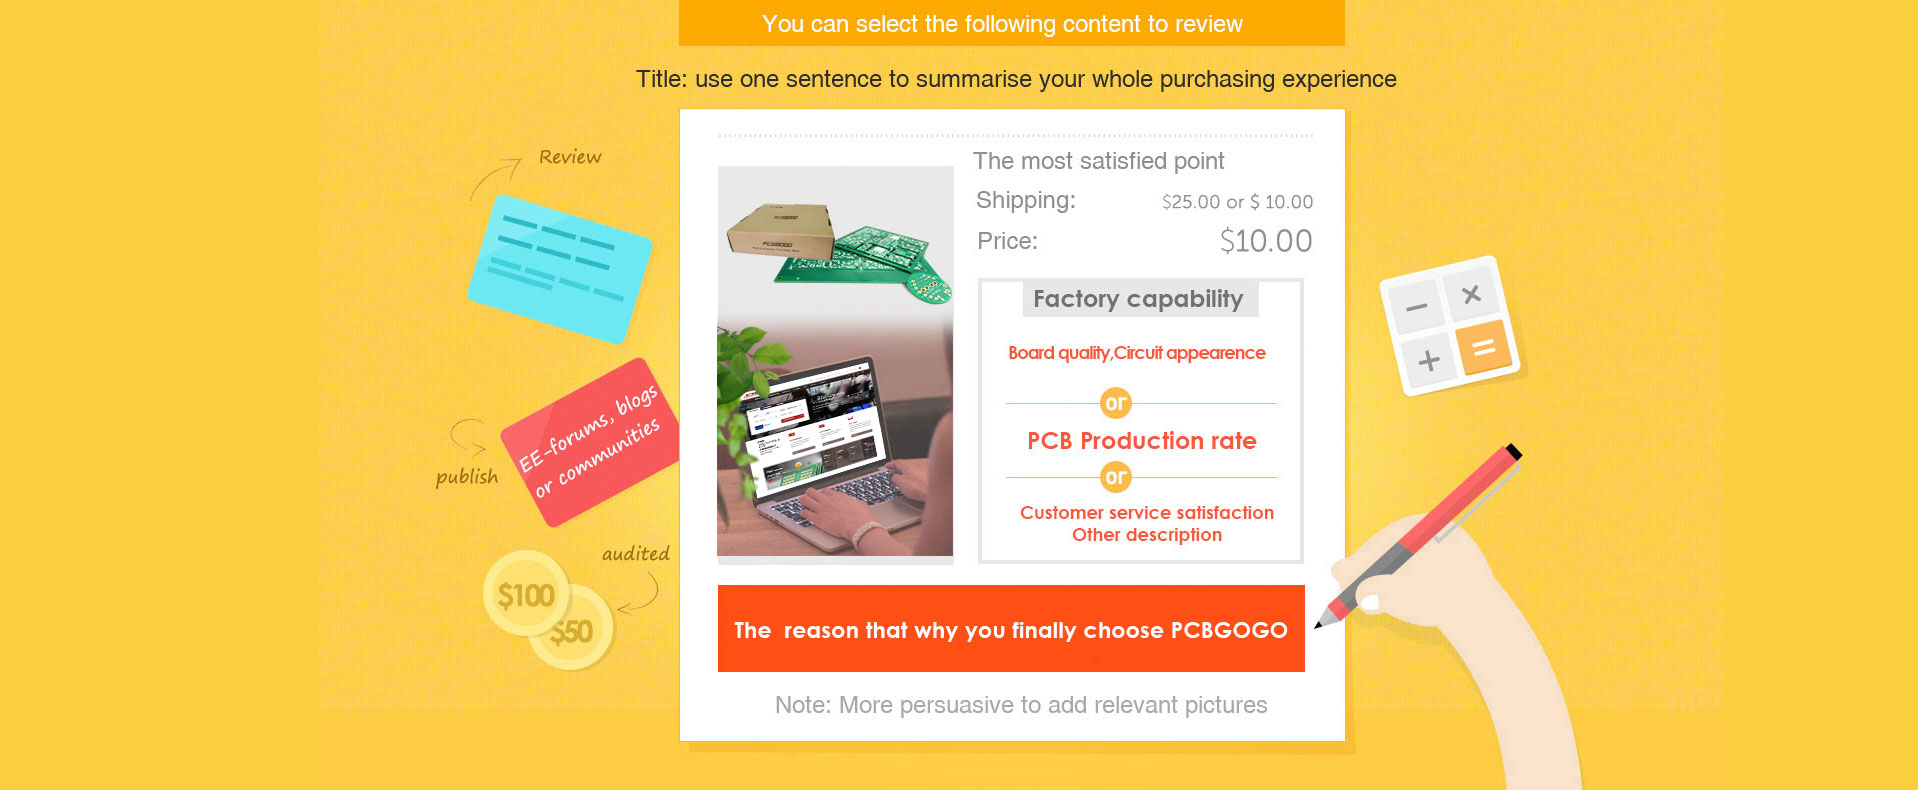 You can select the following content to review
Title: use one sentence to summarise your whole purchasing experience
Review
EE-forums, blogs
or communities
publish
audited
$100
$50
PCBGOGO
The most satisfied point
Shipping: $25.00 or $ 10.00
Price: $10.00
Factory capability
Board quality,Circuit appearence
or
PCB Production rate
or
Customer service satisfaction
Other description
The reason that why you finally choose PCBGOGO
Note: More persuasive to add relevant pictures